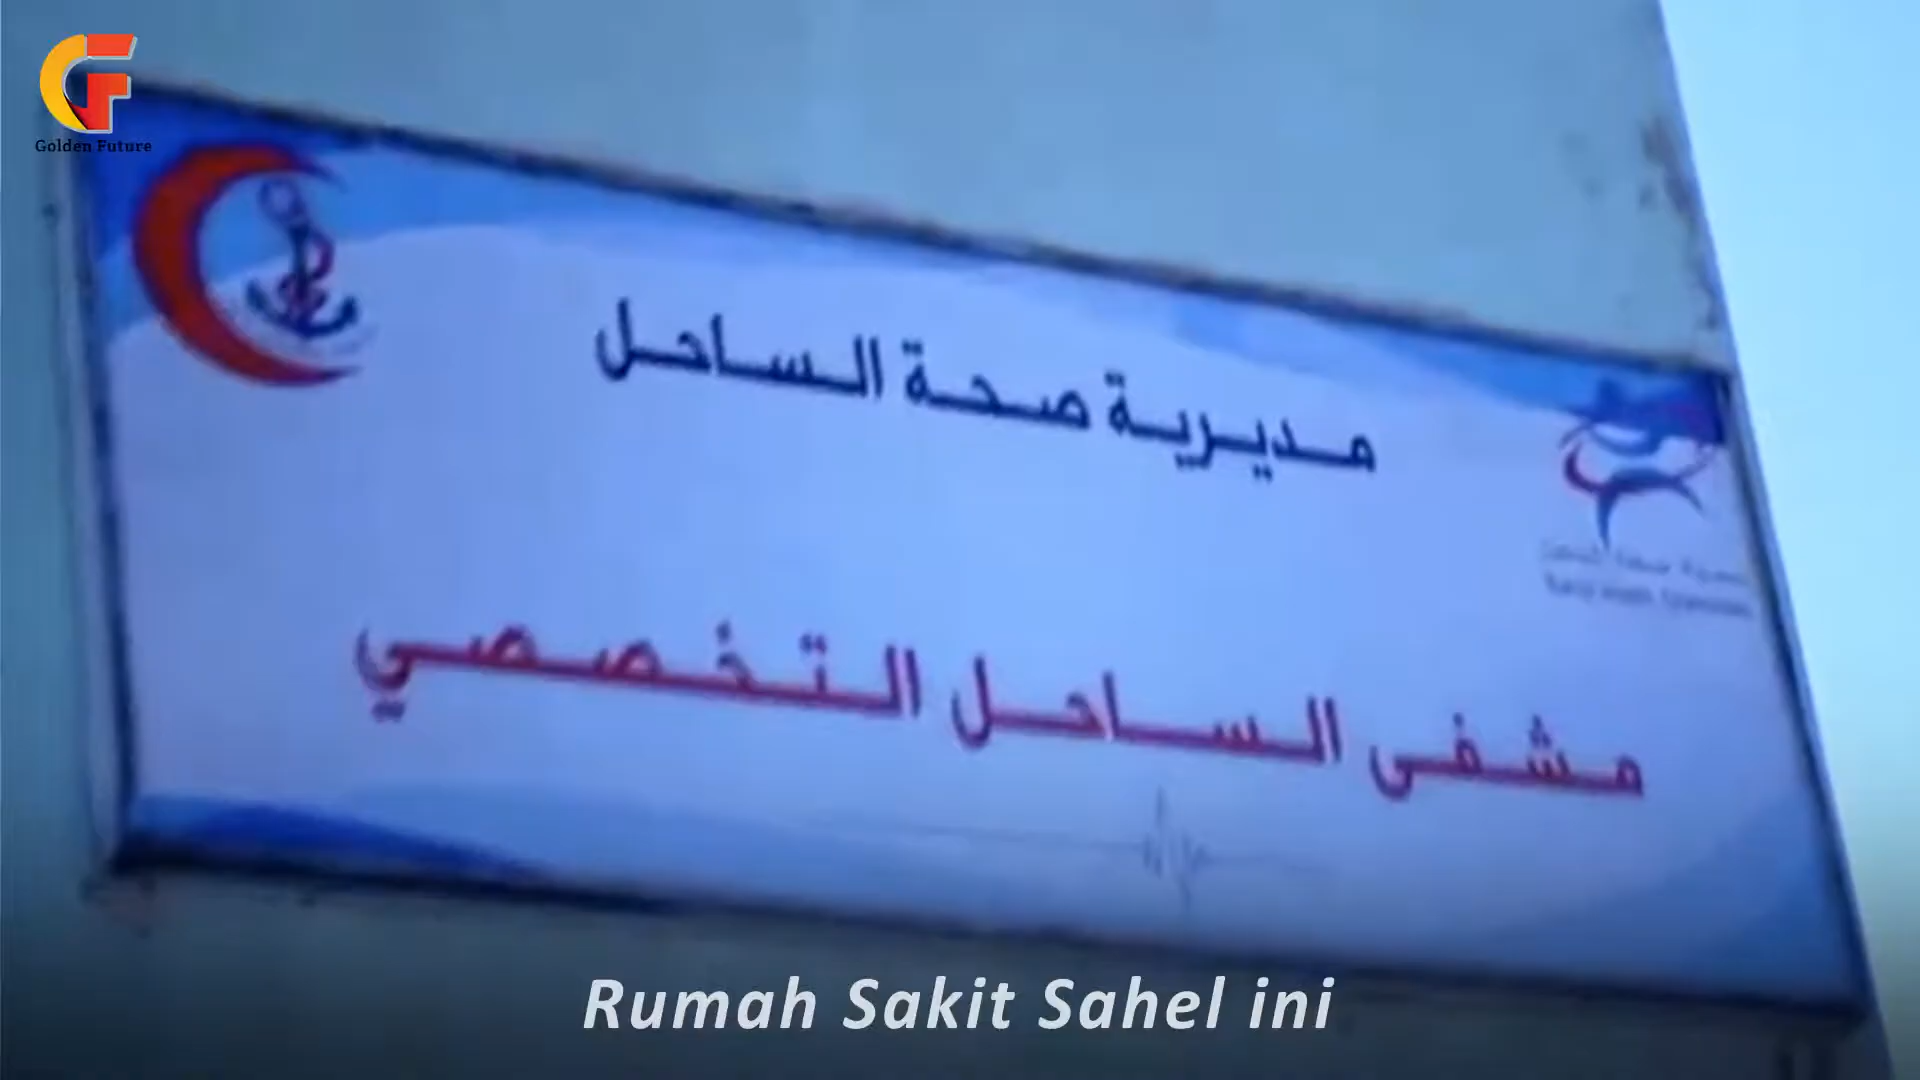 Golden Future
مديرية صحة الساحل
مشفى الساحل التخصصي
Rumah Sakit Sahel ini